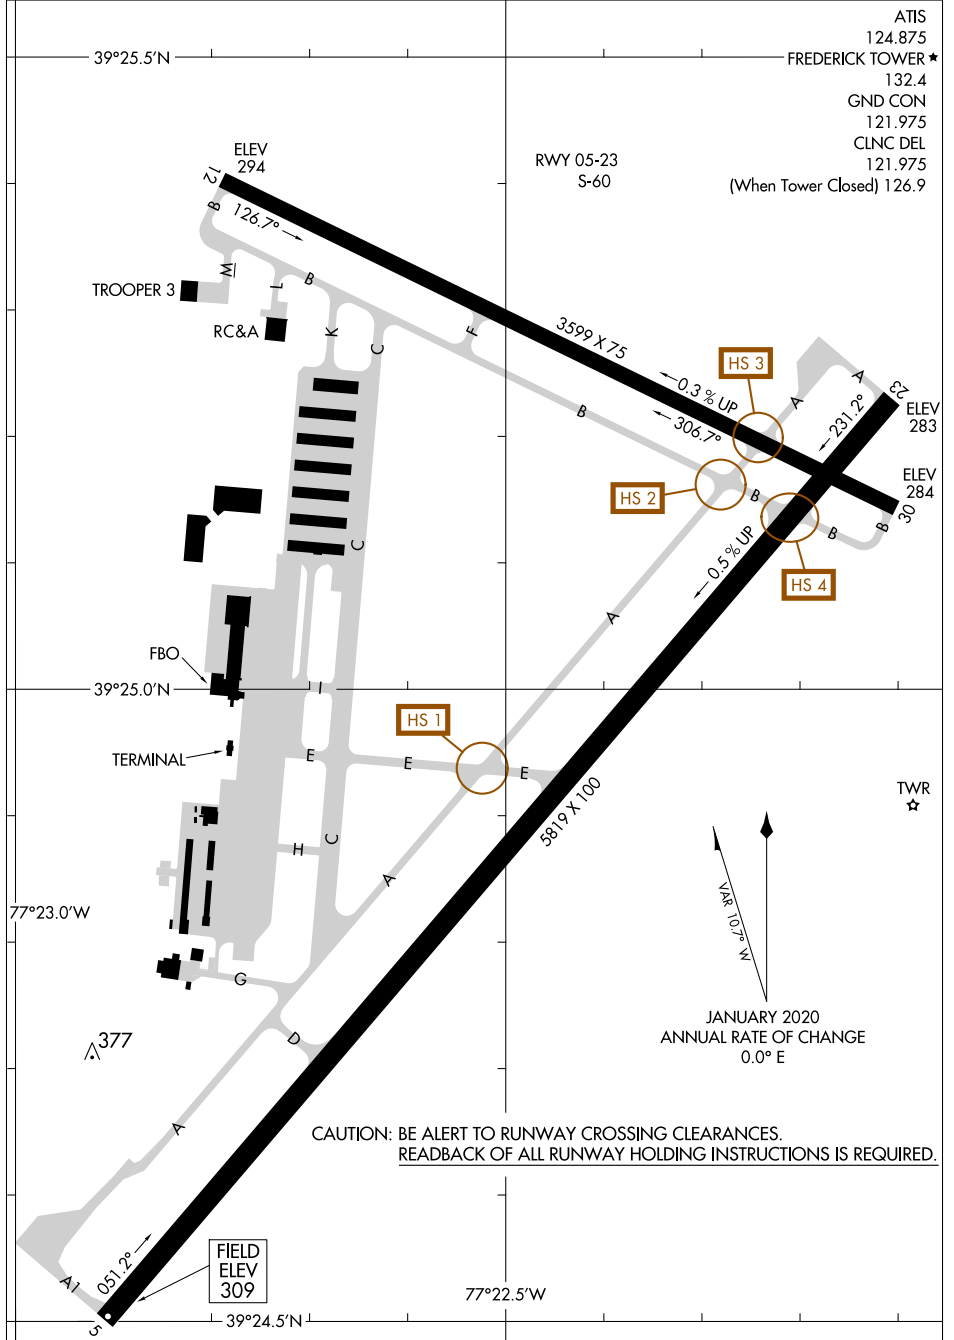 ATIS
124.875
39°25.5'N
FREDERICK TOWER ★
132.4
GND CON
121.975
CLNC DEL
121.975
(When Tower Closed) 126.9
RWY 05-23
S-60
ELEV
294
12
126.7°
B
M
TROOPER 3
L
B
RC&A
K
C
F
3599 X 75
HS 3
0.3 % UP
306.7°
A
A
23
231.2°
ELEV
283
B
HS 2
B
ELEV
284
30
B
B
HS 4
0.5 % UP
C
A
FBO
39°25.0'N
I
HS 1
TERMINAL
E
E
E
5819 X 100
TWR
H
C
A
77°23.0'W
VAR 10.7° W
G
JANUARY 2020
ANNUAL RATE OF CHANGE
0.0° E
377
D
A
CAUTION: BE ALERT TO RUNWAY CROSSING CLEARANCES.
READBACK OF ALL RUNWAY HOLDING INSTRUCTIONS IS REQUIRED.
A1
051.2°
FIELD
ELEV
309
77°22.5'W
5
39°24.5'N